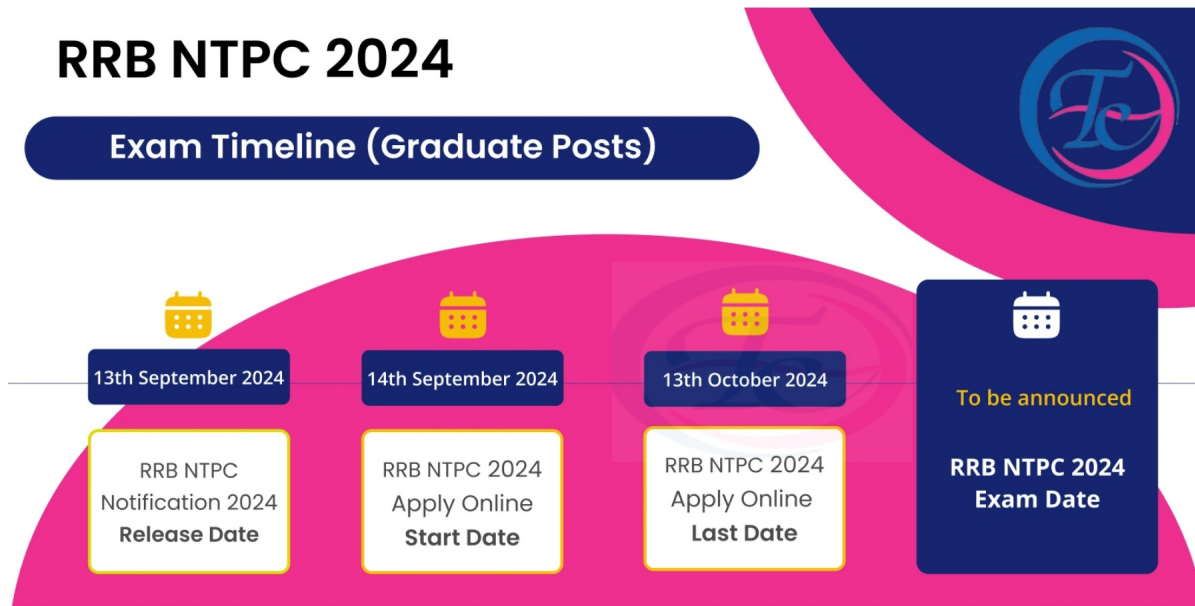 RRB NTPC 2024
Exam Timeline (Graduate Posts)
Tc
13th September 2024
RRB NTPC
Notification 2024
Release Date
14th September 2024
RRB NTPC 2024
Apply Online
Start Date
13th October 2024
RRB NTPC 2024
Apply Online
Last Date
To be announced
RRB NTPC 2024
Exam Date